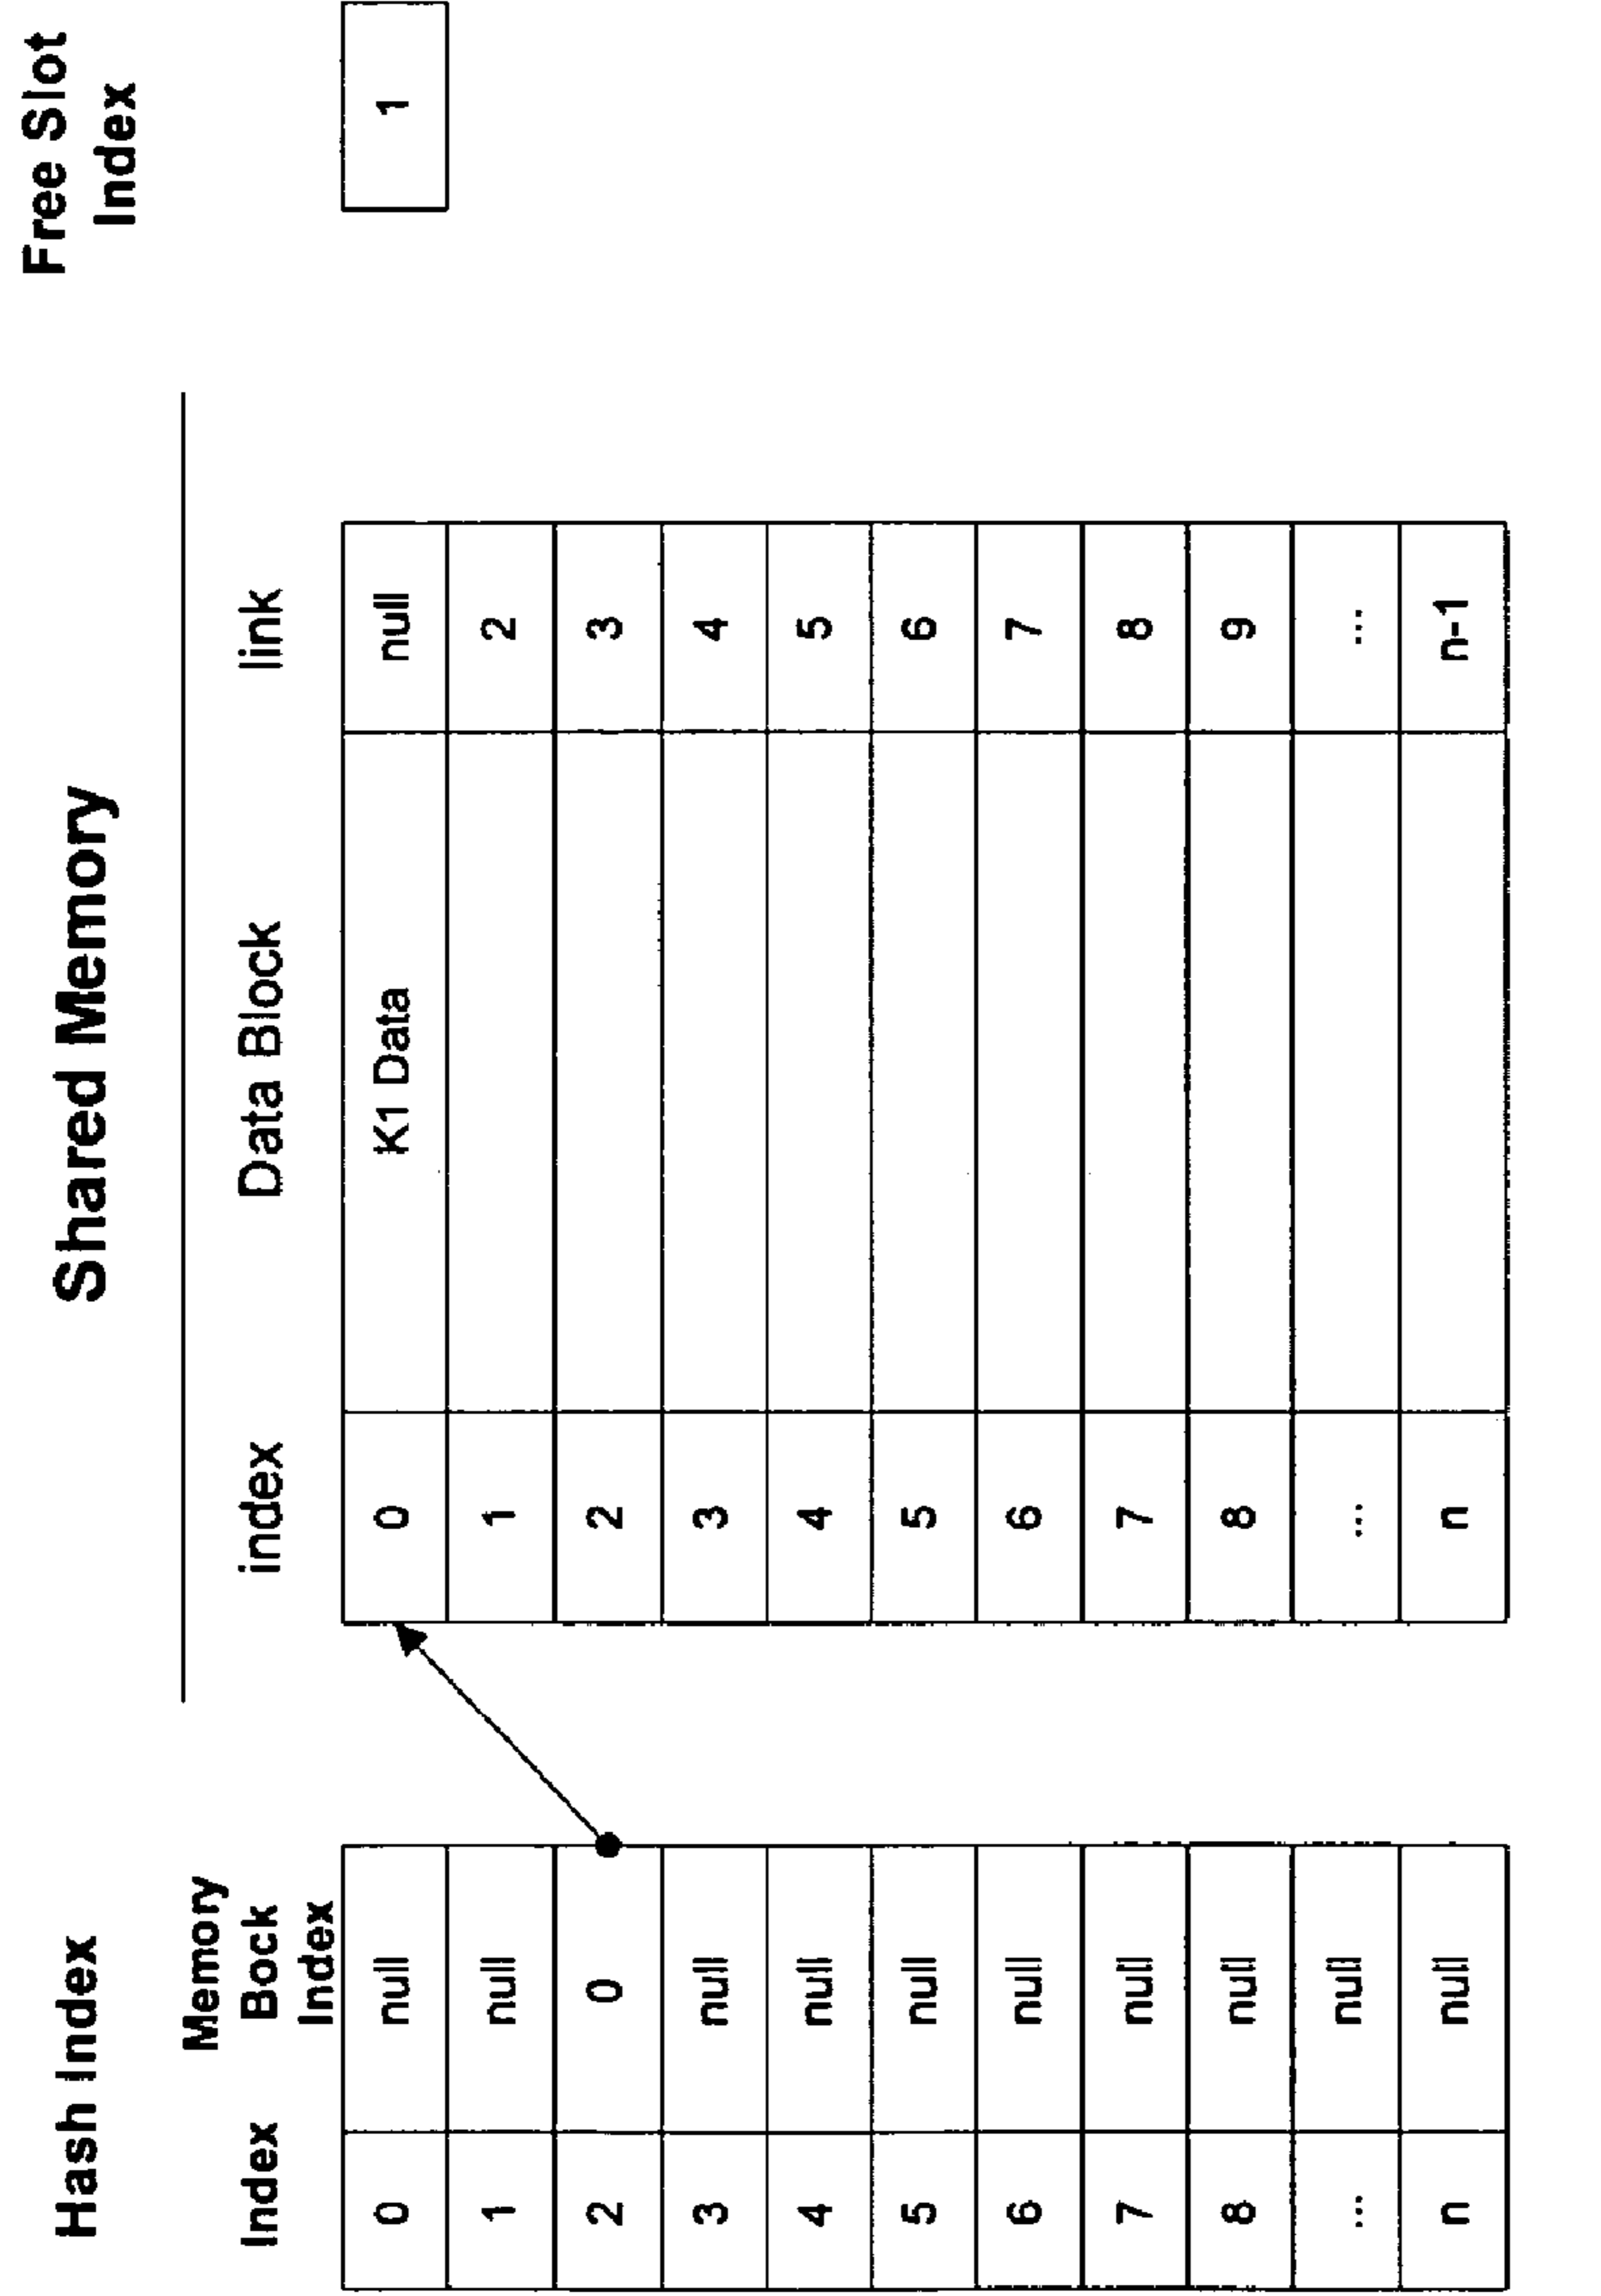 Hash Index
Shared Memory
Free Slot
Index
Index
Memory
Bock
Index
index
Data Block
link
0 null 0 K1 Data null 1
1 null 1 2
2 0 2 3
3 null 3 4
4 null 4 5
5 null 5 6
6 null 6 7
7 null 7 8
8 null 8 9
... null ... ...
n null n n-1